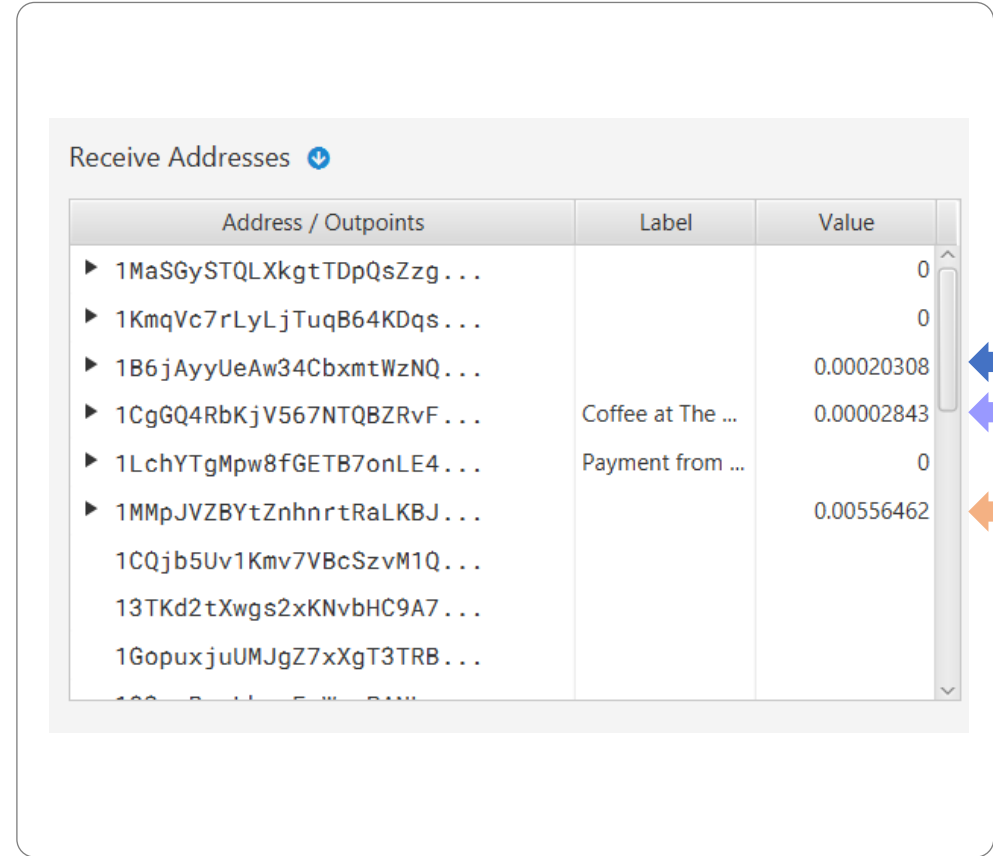 Receive Addresses
Address / Outpoints Label Value
1MaSGySTQLXkgtTDpQsZzg... 0
1KmqVc7rLyLjTuqB64KDqs... 0
1B6jAyyUeAw34CbxmtWzNQ... 0.00020308
1CgGQ4RbKjV567NTQBZRvF... Coffee at The ... 0.00002843
1LchYTgMpw8fGETB7onLE4... Payment from ... 0
1MMpJVZBYtZnhnrtRaLKBJ... 0.00556462
1CQjb5Uv1Kmv7VBcSzvM1Q...
13TKd2tXwgs2xKNvbHC9A7...
1GopuxjuUMJgZ7xXgT3TRB...